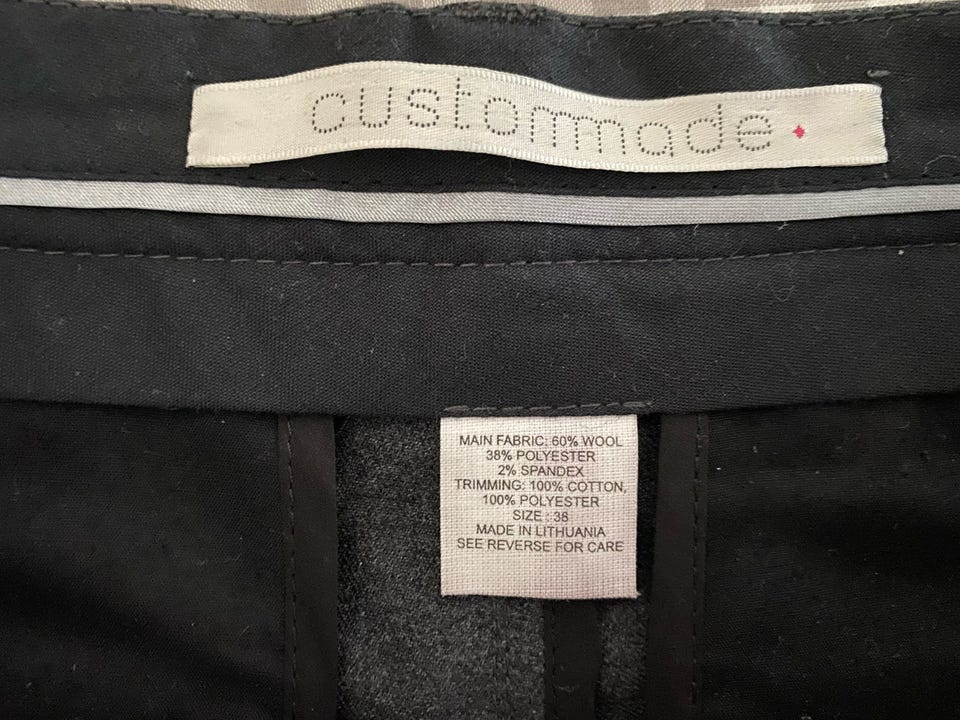 custommade
MAIN FABRIC: 60% WOOL
38% POLYESTER
2% SPANDEX
TRIMMING: 100% COTTON,
100% POLYESTER
SIZE : 38
MADE IN LITHUANIA
SEE REVERSE FOR CARE